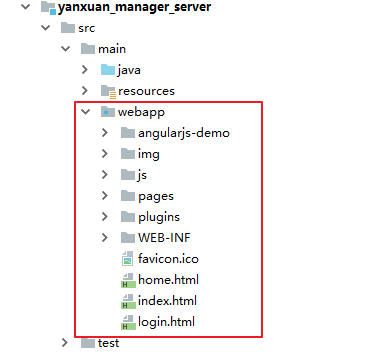 yanxuan_manager_server
src
main
java
resources
webapp
angularjs-demo
img
js
pages
plugins
WEB-INF
favicon.ico
home.html
index.html
login.html
test